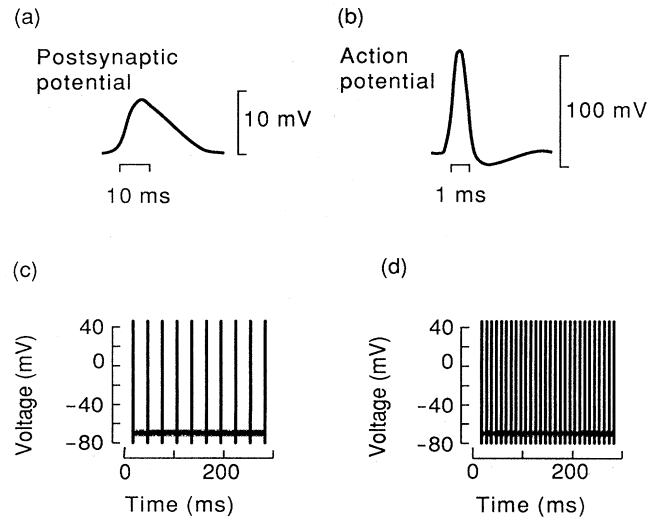 (a)
Postsynaptic
potential
10 mV
10 ms
(b)
Action
potential
100 mV
1 ms
(c)
Voltage (mV)
40
0
−40
−80
0
200
Time (ms)
(d)
Voltage (mV)
40
0
−40
−80
0
200
Time (ms)